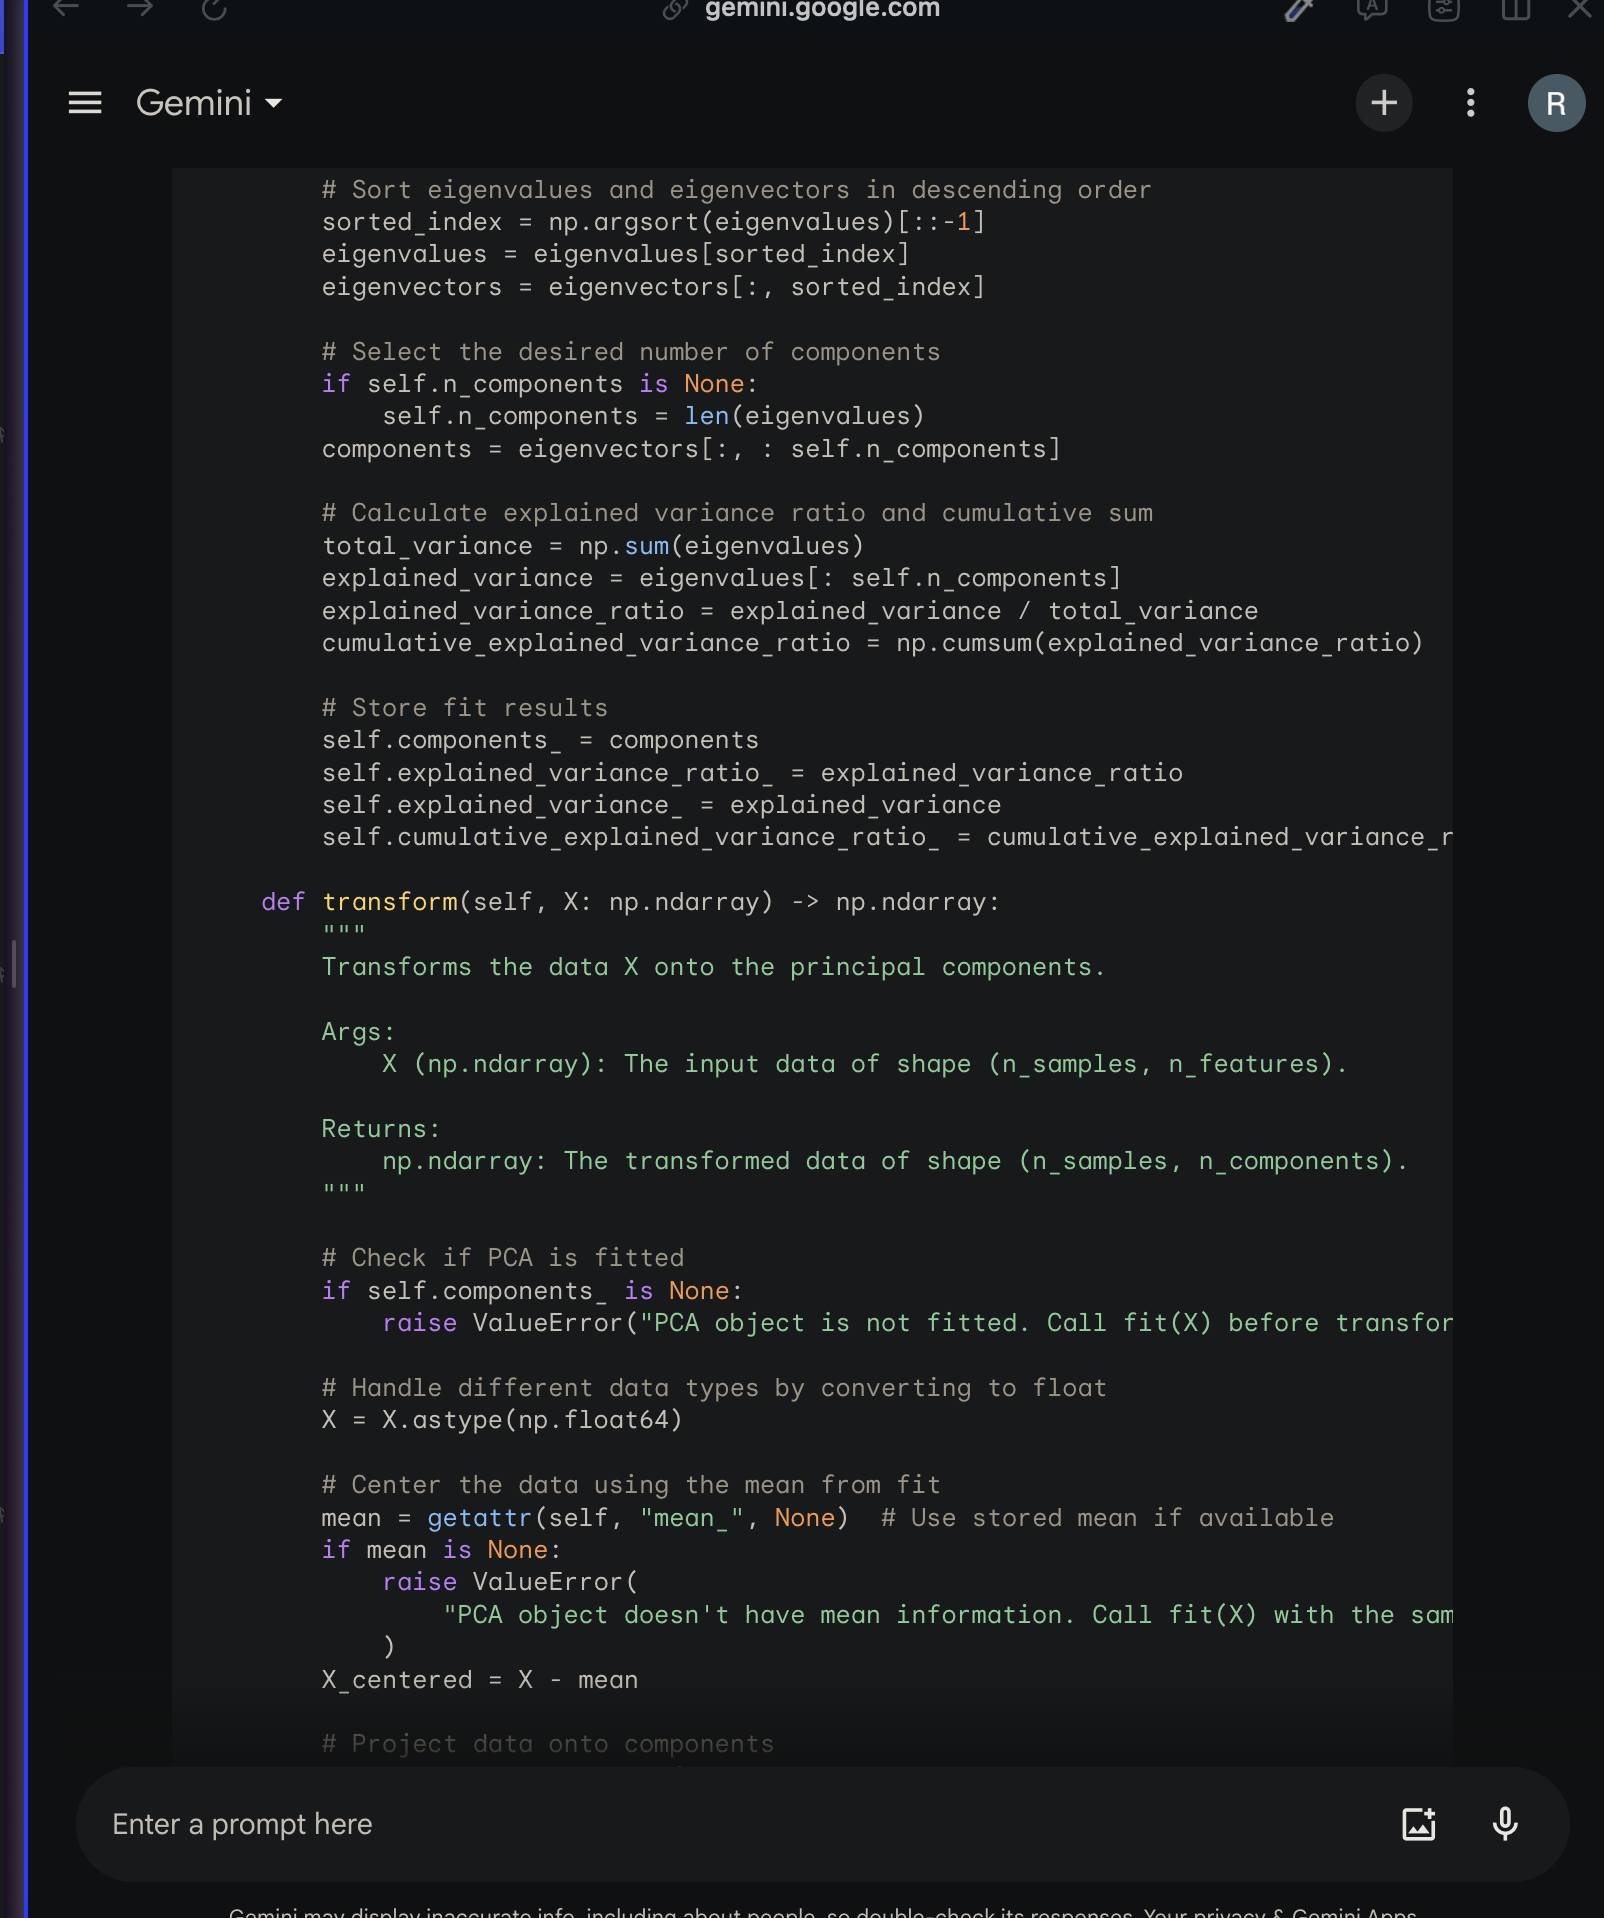 gemini.google.com
Gemini
R
# Sort eigenvalues and eigenvectors in descending order
sorted_index = np.argsort(eigenvalues)[::-1]
eigenvalues = eigenvalues[sorted_index]
eigenvectors = eigenvectors[:, sorted_index]
# Select the desired number of components
if self.n_components is None:
    self.n_components = len(eigenvalues)
components = eigenvectors[:, : self.n_components]
# Calculate explained variance ratio and cumulative sum
total_variance = np.sum(eigenvalues)
explained_variance = eigenvalues[: self.n_components]
explained_variance_ratio = explained_variance / total_variance
cumulative_explained_variance_ratio = np.cumsum(explained_variance_ratio)
# Store fit results
self.components_ = components
self.explained_variance_ratio_ = explained_variance_ratio
self.explained_variance_ = explained_variance
self.cumulative_explained_variance_ratio_ = cumulative_explained_variance_r
def transform(self, X: np.ndarray) -> np.ndarray:
"""
Transforms the data X onto the principal components.
Args:
    X (np.ndarray): The input data of shape (n_samples, n_features).
Returns:
    np.ndarray: The transformed data of shape (n_samples, n_components).
"""
# Check if PCA is fitted
if self.components_ is None:
    raise ValueError("PCA object is not fitted. Call fit(X) before transfor
# Handle different data types by converting to float
X = X.astype(np.float64)
# Center the data using the mean from fit
mean = getattr(self, "mean_", None)  # Use stored mean if available
if mean is None:
    raise ValueError(
        "PCA object doesn't have mean information. Call fit(X) with the sam
    )
X_centered = X - mean
# Project data onto components
Enter a prompt here
Gemini may display inaccurate info, including about people, so double-check its responses. Your privacy & Gemini Apps